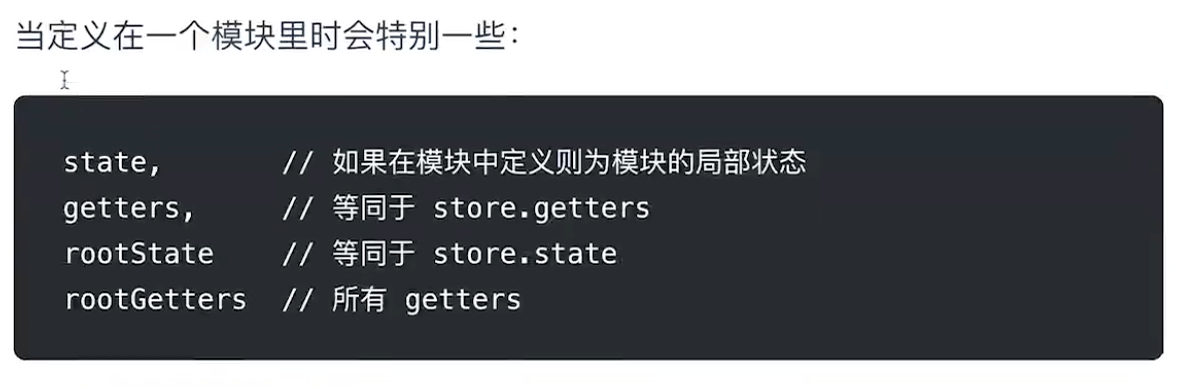 当定义在一个模块里时会特别一些：
state,       // 如果在模块中定义则为模块的局部状态
getters,     // 等同于 store.getters
rootState    // 等同于 store.state
rootGetters  // 所有 getters